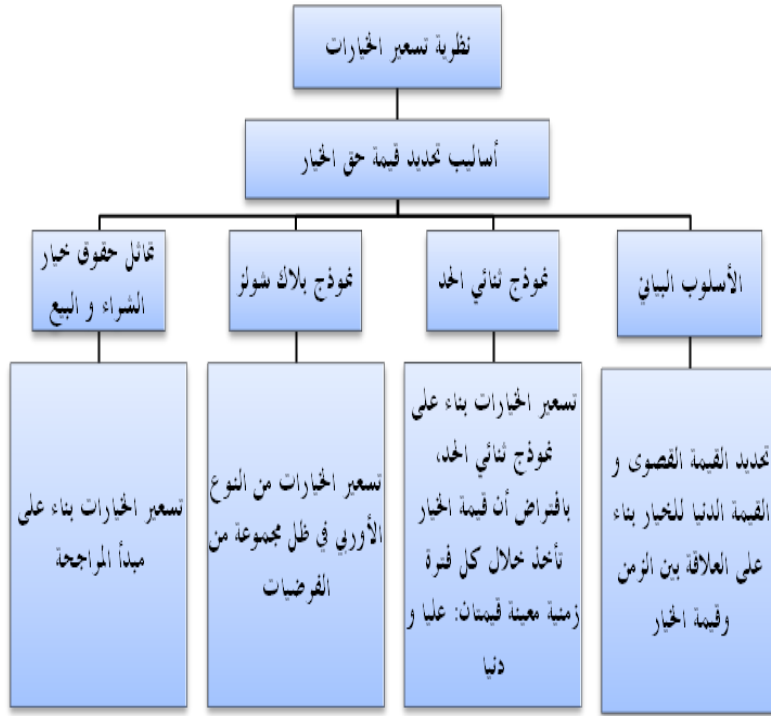 نظرية تسعير الخيارات
أساليب تحديد قيمة حق الخيار
الأسلوب البياني
نموذج ثنائي الحد
نموذج بلاك شولز
تماثل حقوق خيار
الشراء و البيع
تحديد القيمة القصوى و
القيمة الدنيا للخيار بناء
على العلاقة بين الزمن
وقيمة الخيار
تسعير الخيارات بناء على
نموذج ثنائي الحد،
بافتراض أن قيمة الخيار
تأخذ خلال كل فترة
زمنية معينة قيمتان: عليا و
دنيا
تسعير الخيارات من النوع
الأوربي في ظل مجموعة من
الفرضيات
تسعير الخيارات بناء على
مبدأ المراجحة